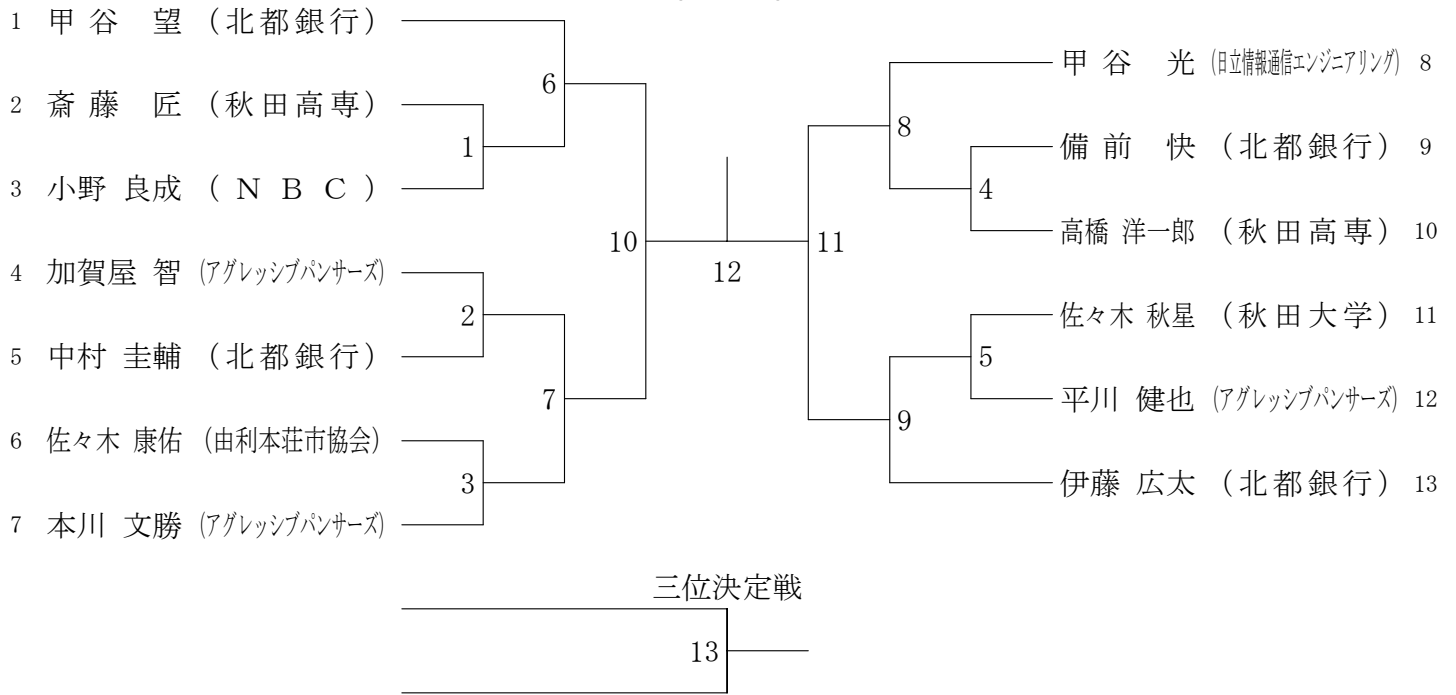 1 甲谷 望 (北都銀行)
2 斎藤 匠 (秋田高専)
3 小野 良成 (ＮＢＣ)
4 加賀屋 智 (アグレッシブパンサーズ)
5 中村 圭輔 (北都銀行)
6 佐々木 康佑 (由利本荘市協会)
7 本川 文勝 (アグレッシブパンサーズ)
6
1
2
7
3
10
12
11
8
4
5
9
甲谷 光 (日立情報通信エンジニアリング) 8
備前 快 (北都銀行) 9
高橋 洋一郎 (秋田高専) 10
佐々木 秋星 (秋田大学) 11
平川 健也 (アグレッシブパンサーズ) 12
伊藤 広太 (北都銀行) 13
三位決定戦
13